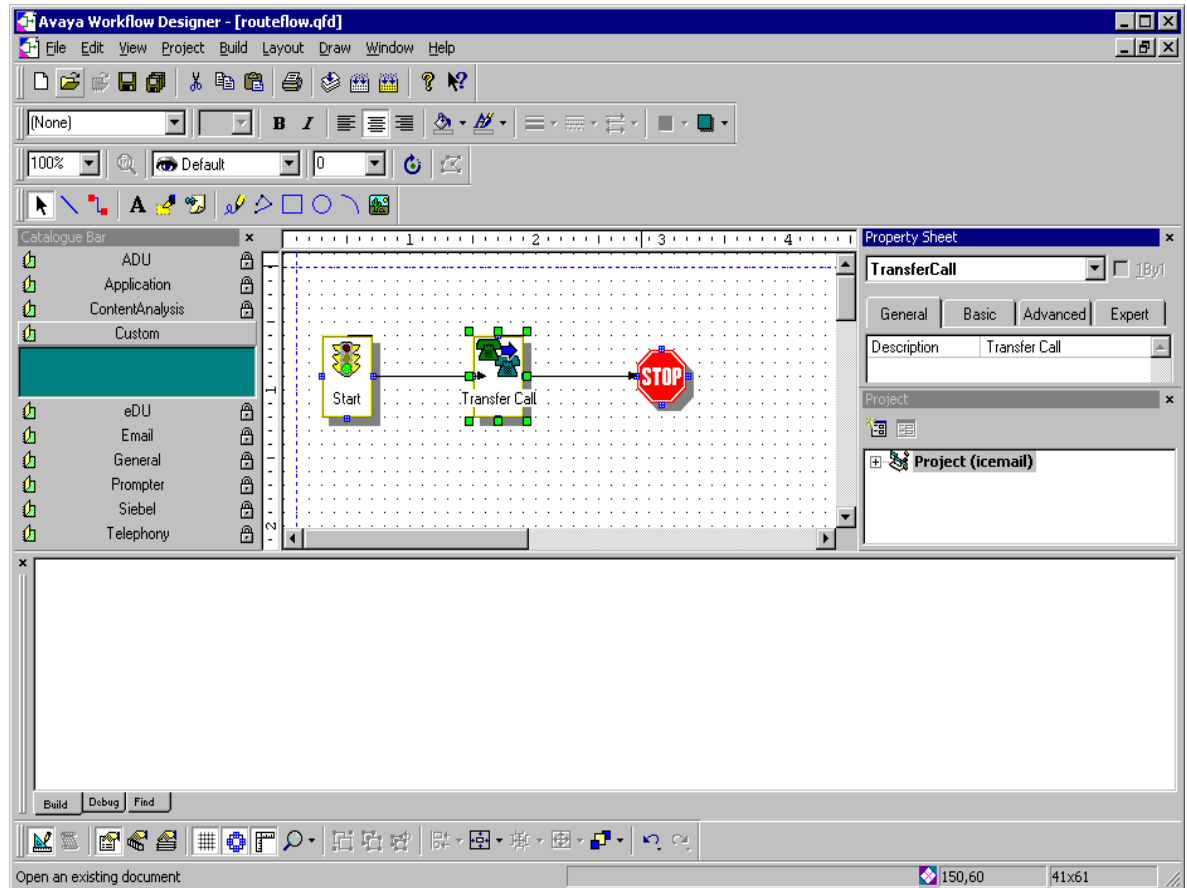 Avaya Workflow Designer - [routeflow.qfd]
File Edit View Project Build Layout Draw Window Help
(None)
B I
100% Default 0
A
Catalogue Bar
1 2 3 4
Property Sheet
ADU
Application
ContentAnalysis
Custom
eDU
Email
General
Prompter
Siebel
Telephony
1
2
Start
Transfer Call
STOP
TransferCall 1By1
General Basic Advanced Expert
Description Transfer Call
Project
Project (icemail)
Build Debug Find
Open an existing document
150,60 41x61